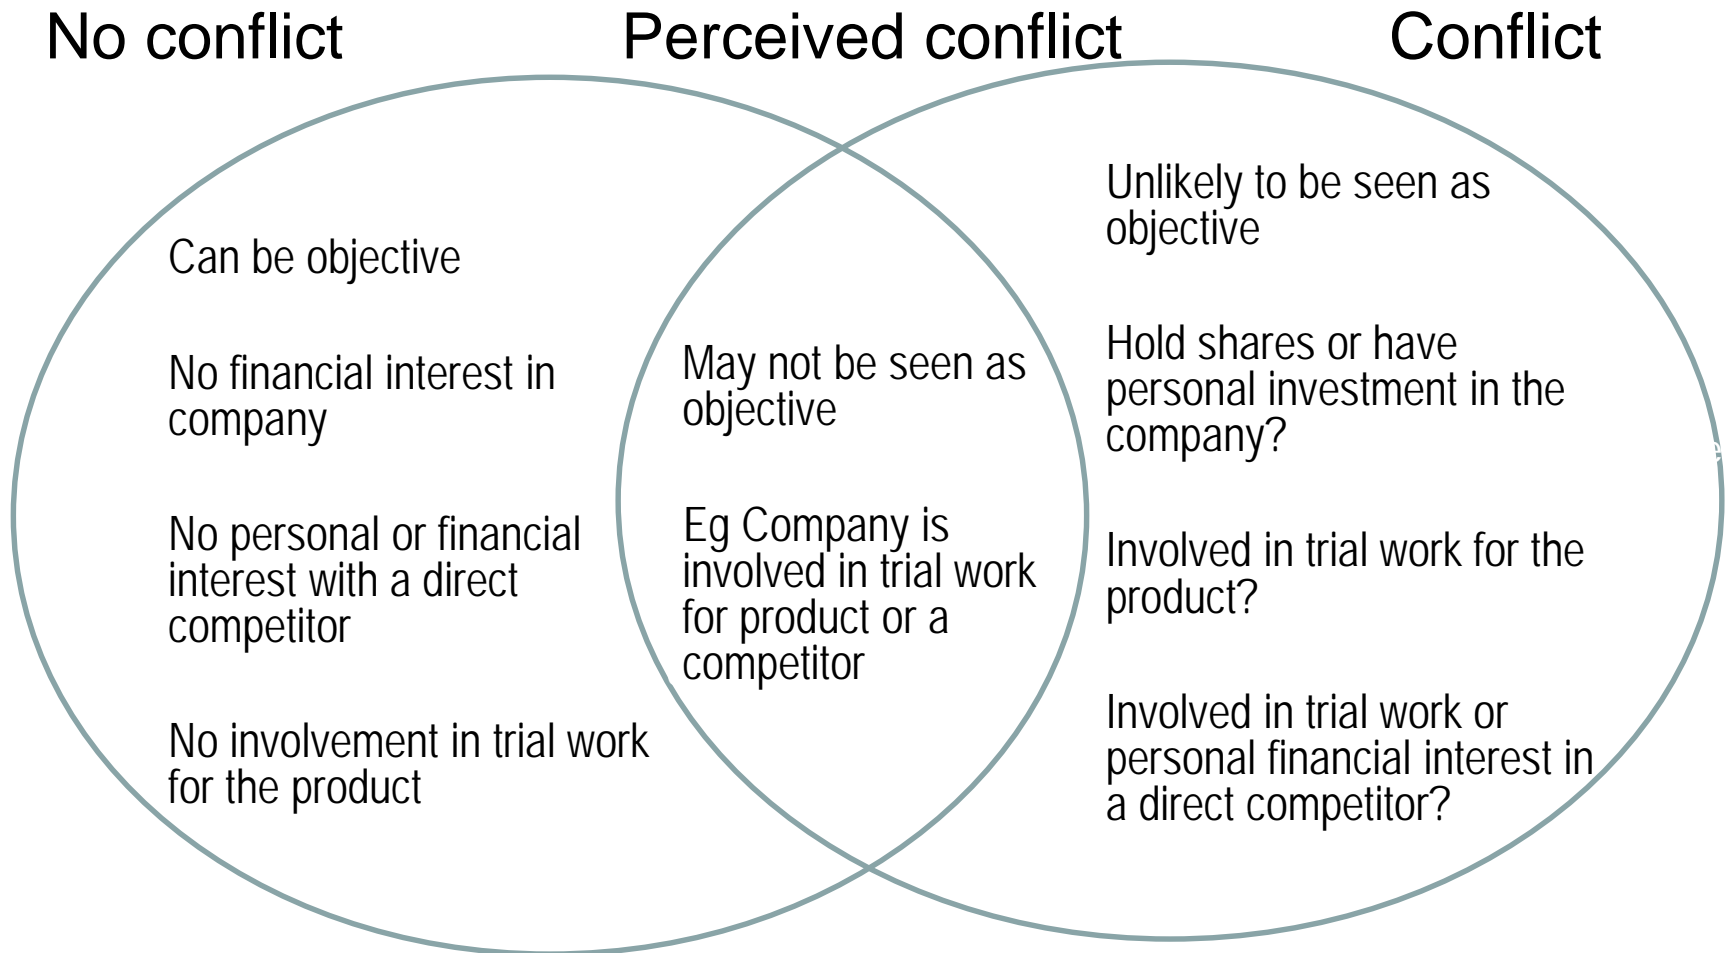 No conflict
Perceived conflict
Conflict
Can be objective
No financial interest in
company
No personal or financial
interest with a direct
competitor
No involvement in trial work
for the product
May not be seen as
objective
Eg Company is
involved in trial work
for product or a
competitor
Unlikely to be seen as
objective
Hold shares or have
personal investment in the
company?
Involved in trial work for the
product?
Involved in trial work or
personal financial interest in
a direct competitor?